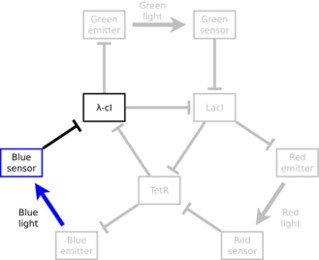 Green
light
Green
emitter
Green
sensor
λ-cI
LacI
Blue
sensor
Red
emitter
TetR
Blue
light
Red
light
Blue
emitter
Red
sensor